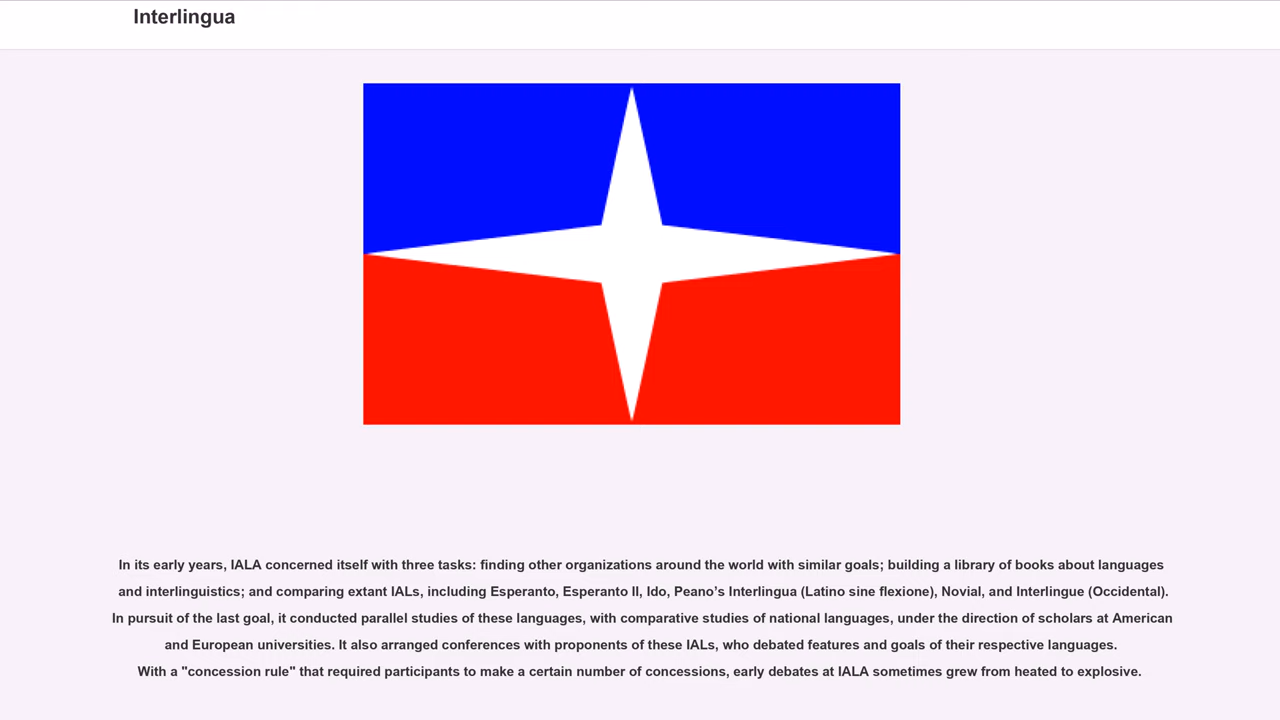 Interlingua
In its early years, IALA concerned itself with three tasks: finding other organizations around the world with similar goals; building a library of books about languages
and interlinguistics; and comparing extant IALs, including Esperanto, Esperanto II, Ido, Peano’s Interlingua (Latino sine flexione), Novial, and Interlingue (Occidental).
In pursuit of the last goal, it conducted parallel studies of these languages, with comparative studies of national languages, under the direction of scholars at American
and European universities. It also arranged conferences with proponents of these IALs, who debated features and goals of their respective languages.
With a "concession rule" that required participants to make a certain number of concessions, early debates at IALA sometimes grew from heated to explosive.